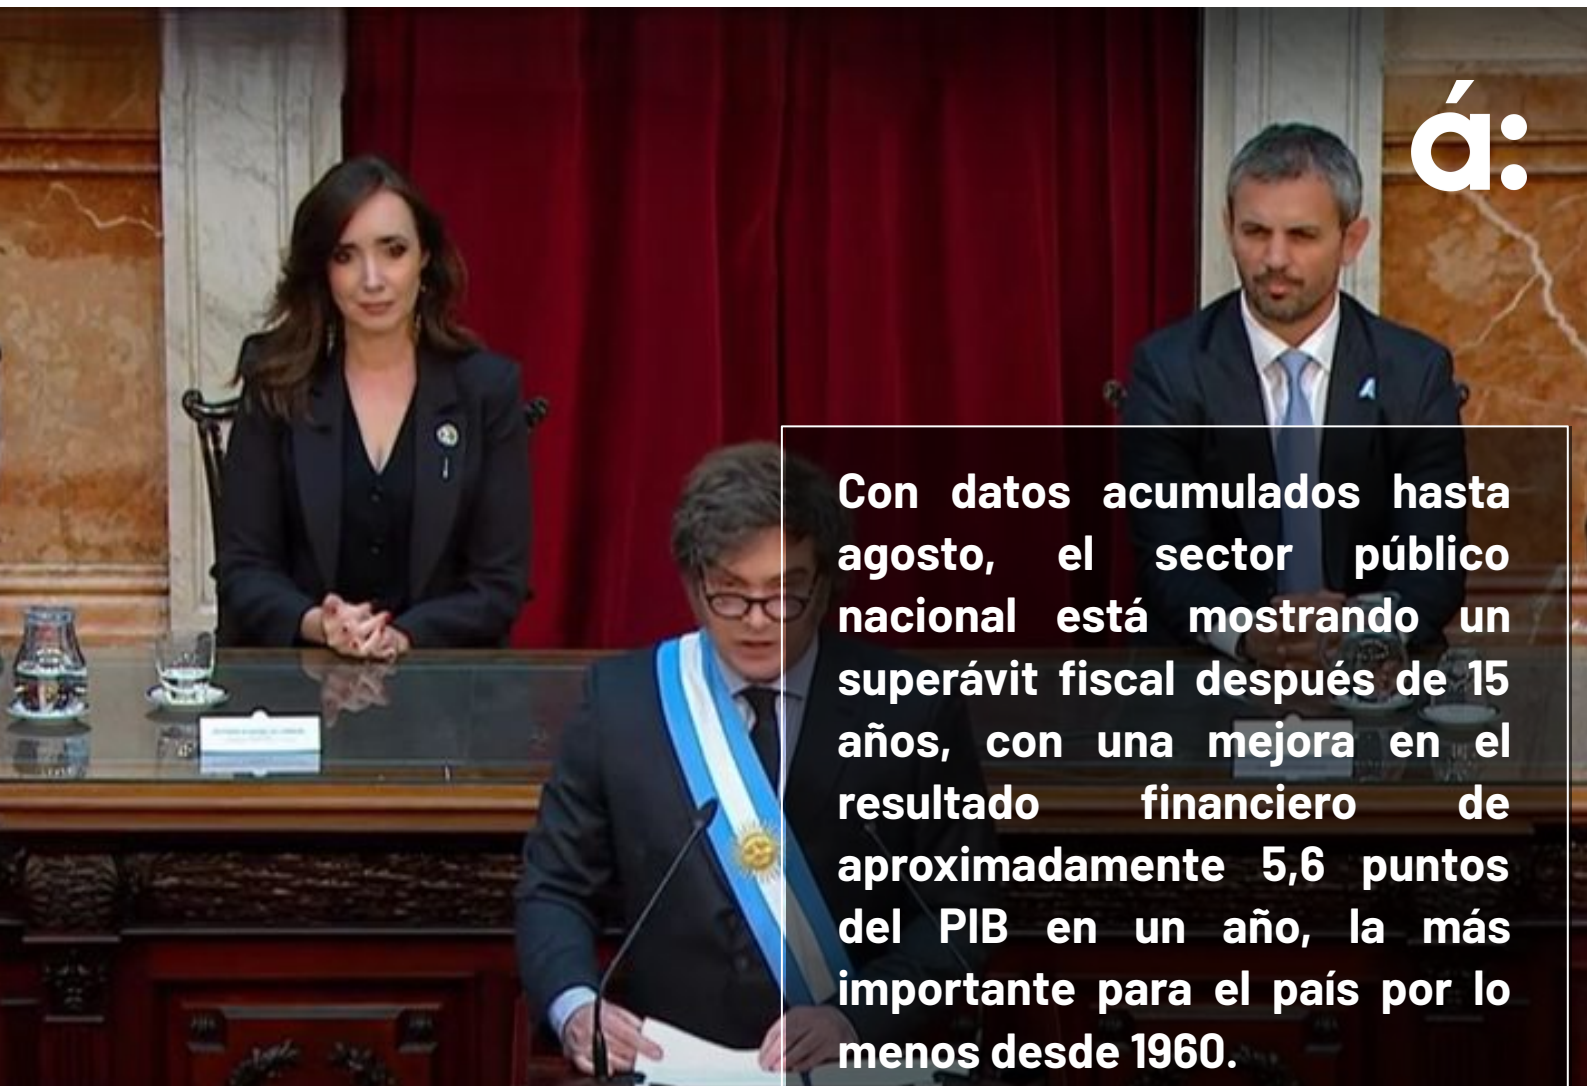 á:
Con datos acumulados hasta
agosto, el sector público
nacional está mostrando un
superávit fiscal después de 15
años, con una mejora en el
resultado financiero de
aproximadamente 5,6 puntos
del PIB en un año, la más
importante para el país por lo
menos desde 1960.